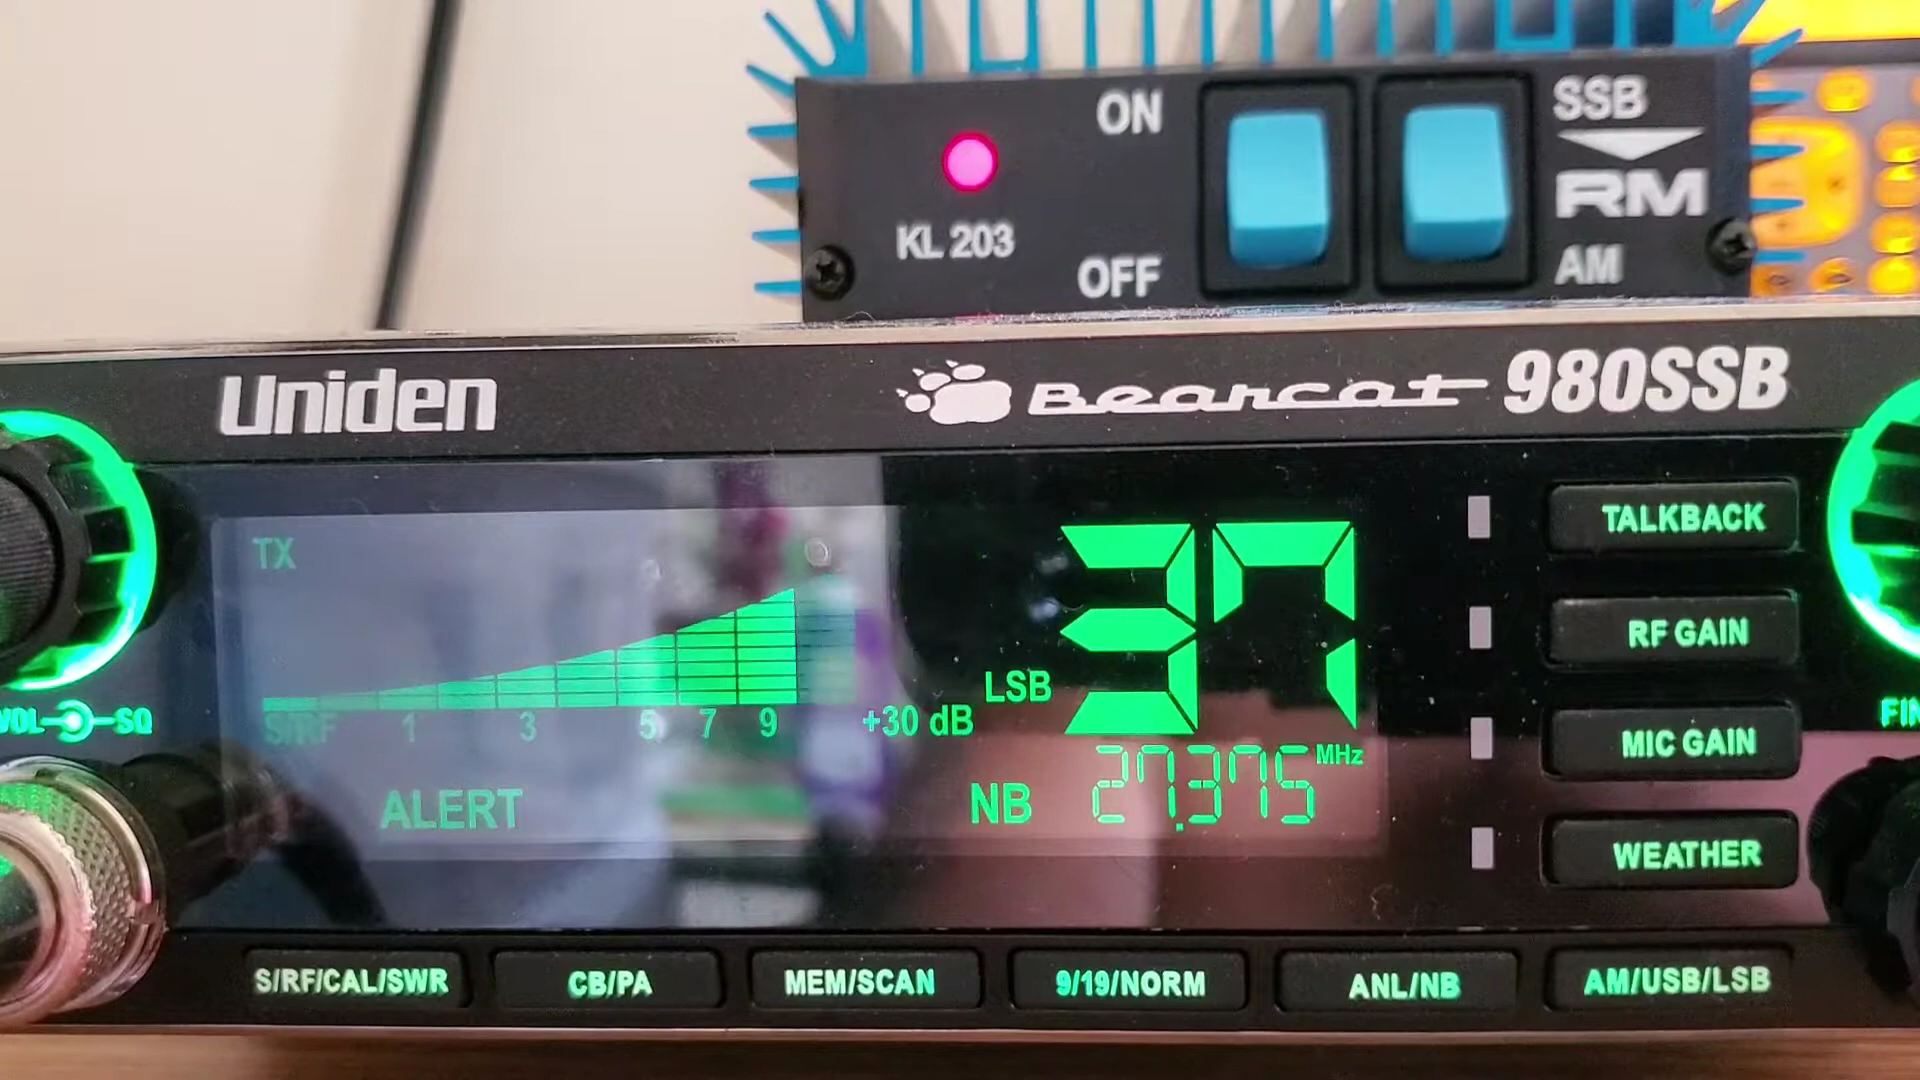 ON
SSB
RM
KL 203
OFF
AM
Uniden
Bearcat 980SSB
TX
37
TALKBACK
RF GAIN
LSB
VOL SQ
S/RF 1 3 5 7 9 +30 dB
MIC GAIN
27.375 MHz
ALERT
NB
WEATHER
S/RF/CAL/SWR
CB/PA
MEM/SCAN
9/19/NORM
ANL/NB
AM/USB/LSB